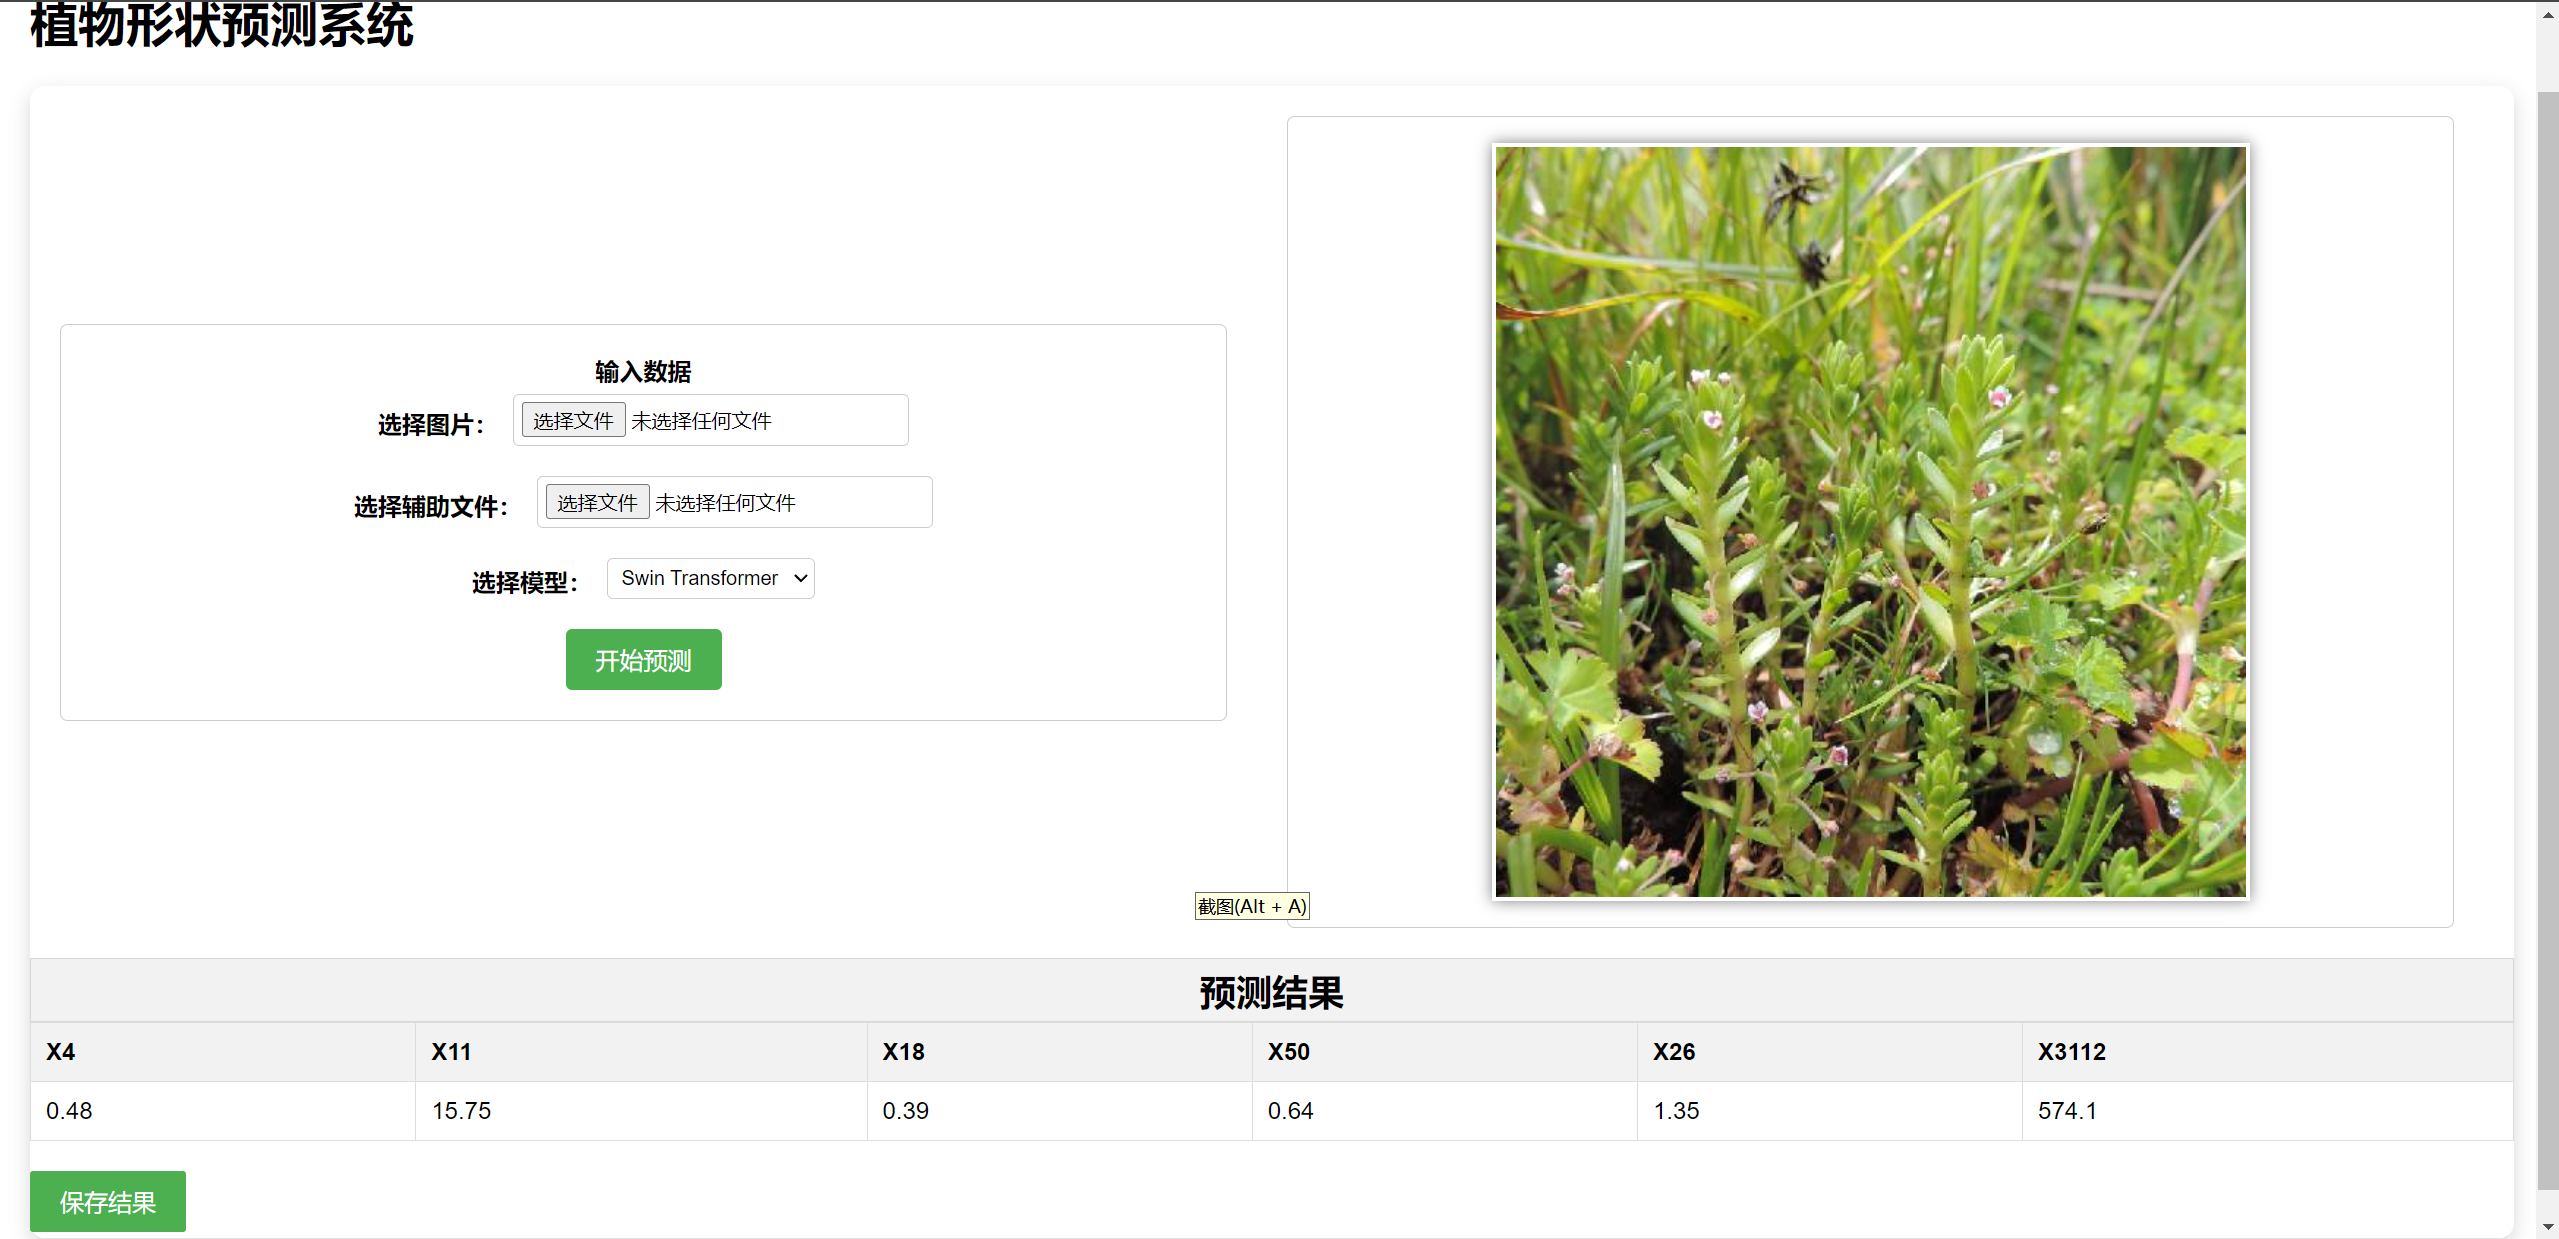 植物形状预测系统
输入数据
选择图片： 选择文件 未选择任何文件
选择辅助文件： 选择文件 未选择任何文件
选择模型： Swin Transformer
开始预测
截图(Alt + A)
预测结果
X4 X11 X18 X50 X26 X3112
0.48 15.75 0.39 0.64 1.35 574.1
保存结果